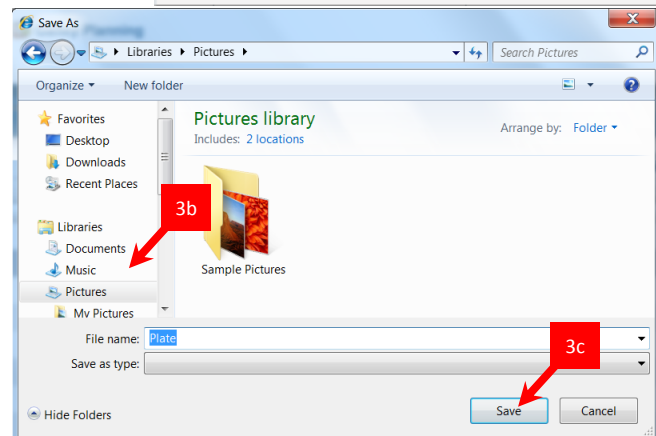 Save As
Libraries ▸ Pictures ▸
Search Pictures
Organize ▾ New folder
Favorites
Desktop
Downloads
Recent Places
Libraries
Documents
Music
Pictures
My Pictures
Pictures library
Includes: 2 locations
Arrange by: Folder ▾
Sample Pictures
3b
File name: Plate
Save as type:
3c
Hide Folders
Save
Cancel